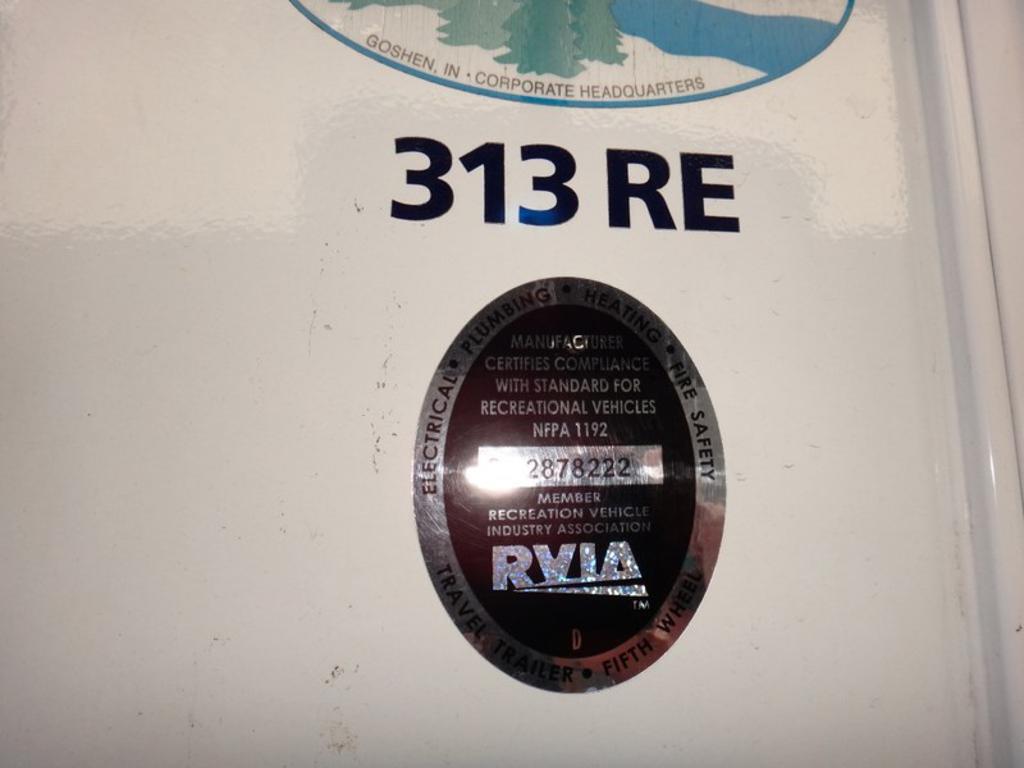 GOSHEN, IN • CORPORATE HEADQUARTERS
313 RE
ELECTRICAL • PLUMBING • HEATING • FIRE SAFETY
MANUFACTURER
CERTIFIES COMPLIANCE
WITH STANDARD FOR
RECREATIONAL VEHICLES
NFPA 1192
2878222
MEMBER
RECREATION VEHICLE
INDUSTRY ASSOCIATION
RVIA
TM
D
TRAVEL TRAILER • FIFTH WHEEL